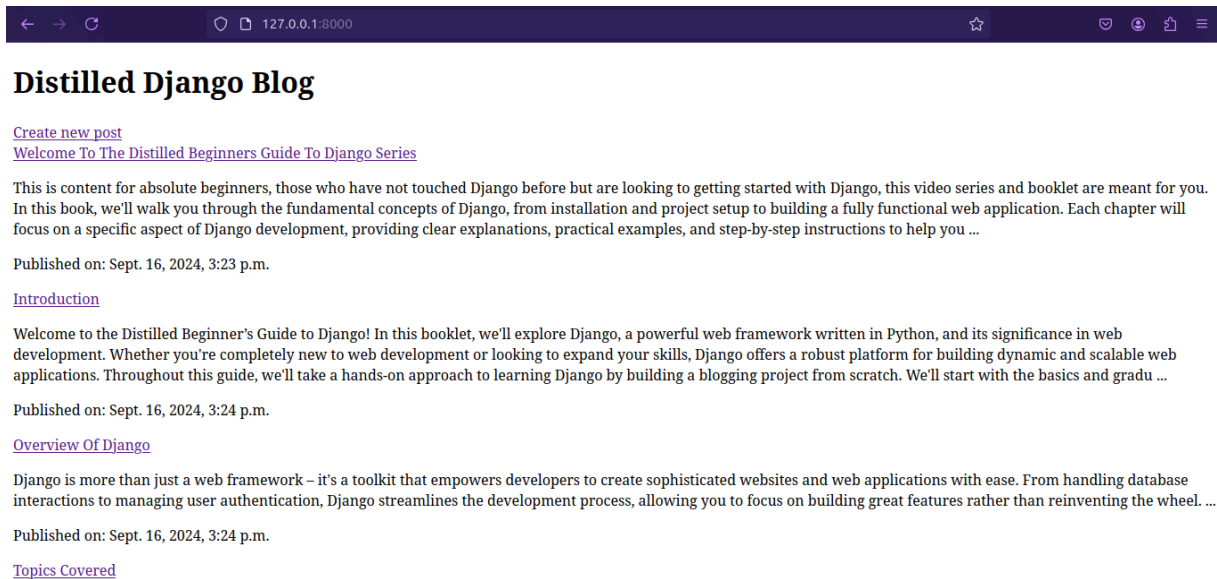 127.0.0.1:8000
Distilled Django Blog
Create new post
Welcome To The Distilled Beginners Guide To Django Series
This is content for absolute beginners, those who have not touched Django before but are looking to getting started with Django, this video series and booklet are meant for you.
In this book, we'll walk you through the fundamental concepts of Django, from installation and project setup to building a fully functional web application. Each chapter will
focus on a specific aspect of Django development, providing clear explanations, practical examples, and step-by-step instructions to help you ...
Published on: Sept. 16, 2024, 3:23 p.m.
Introduction
Welcome to the Distilled Beginner’s Guide to Django! In this booklet, we'll explore Django, a powerful web framework written in Python, and its significance in web
development. Whether you're completely new to web development or looking to expand your skills, Django offers a robust platform for building dynamic and scalable web
applications. Throughout this guide, we'll take a hands-on approach to learning Django by building a blogging project from scratch. We'll start with the basics and gradu ...
Published on: Sept. 16, 2024, 3:24 p.m.
Overview Of Django
Django is more than just a web framework – it's a toolkit that empowers developers to create sophisticated websites and web applications with ease. From handling database
interactions to managing user authentication, Django streamlines the development process, allowing you to focus on building great features rather than reinventing the wheel. ...
Published on: Sept. 16, 2024, 3:24 p.m.
Topics Covered